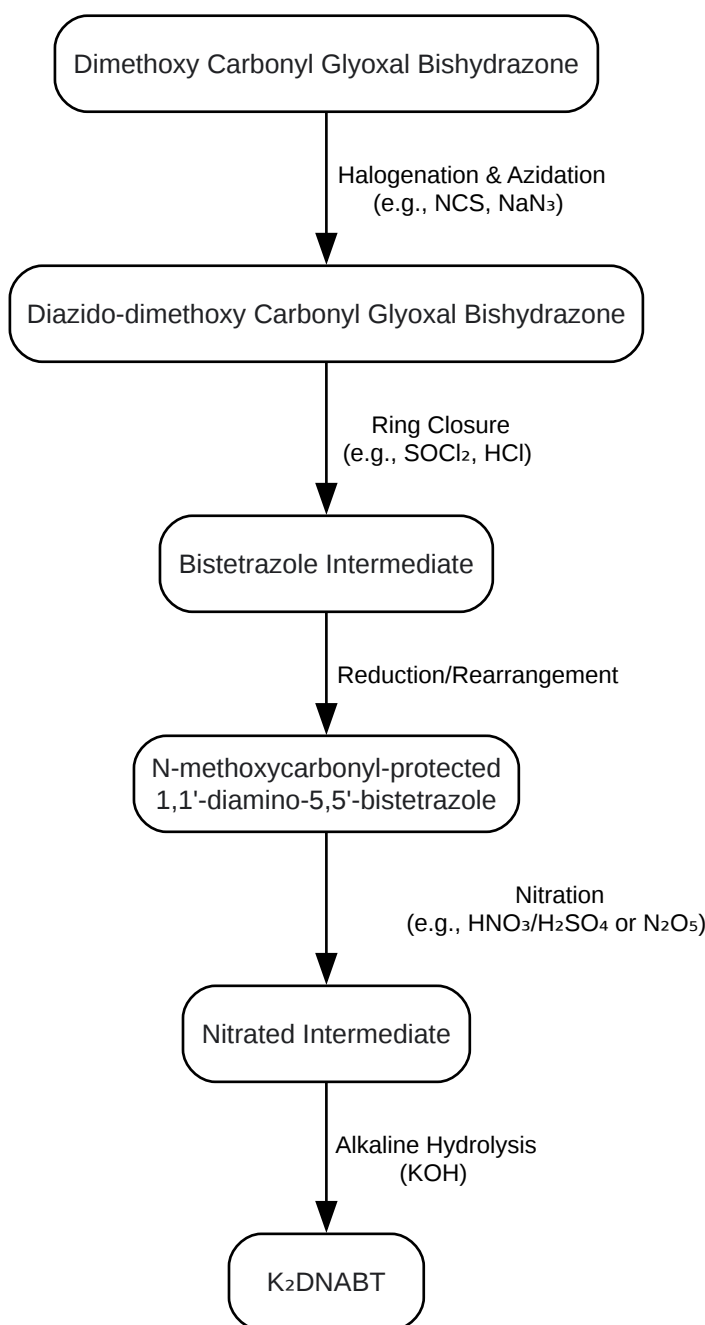 Dimethoxy Carbonyl Glyoxal Bishydrazone
Halogenation & Azidation
(e.g., NCS, NaN₃)
Diazido-dimethoxy Carbonyl Glyoxal Bishydrazone
Ring Closure
(e.g., SOCl₂, HCl)
Bistetrazole Intermediate
Reduction/Rearrangement
N-methoxycarbonyl-protected
1,1'-diamino-5,5'-bistetrazole
Nitration
(e.g., HNO₃/H₂SO₄ or N₂O₅)
Nitrated Intermediate
Alkaline Hydrolysis
(KOH)
K₂DNABT